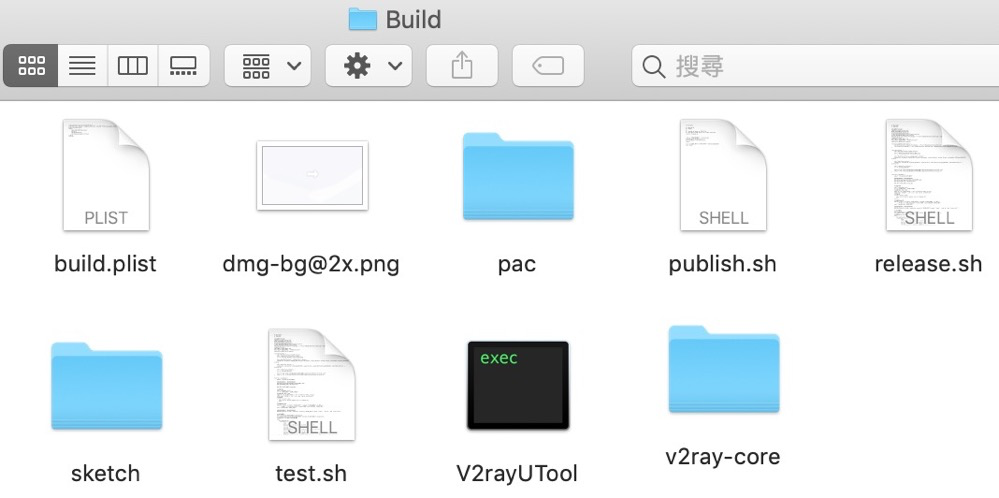 Build
搜尋
PLIST
SHELL
SHELL
build.plist
dmg-bg@2x.png
pac
publish.sh
release.sh
SHELL
exec
sketch
test.sh
V2rayUTool
v2ray-core